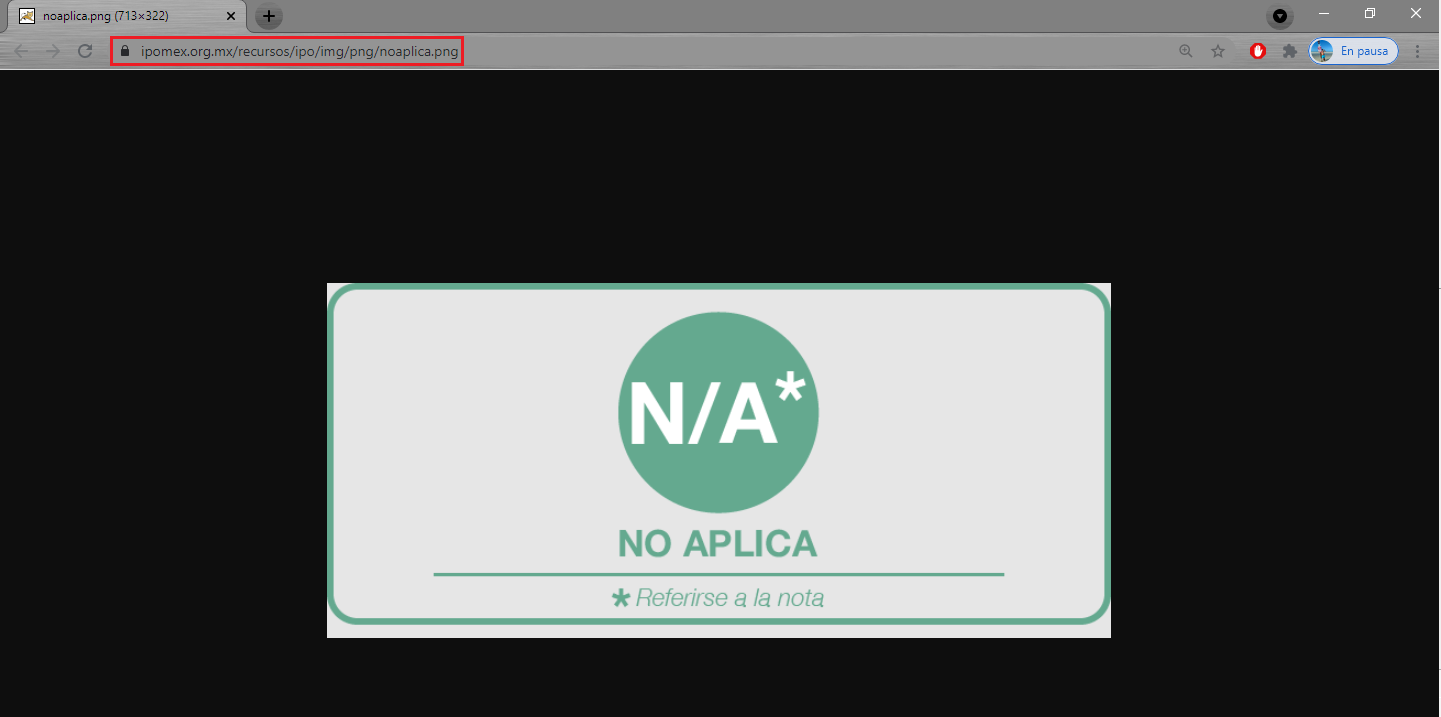 noaplica.png (713×322)
ipomex.org.mx/recursos/ipo/img/png/noaplica.png
En pausa
N/A*
NO APLICA
* Referirse a la nota